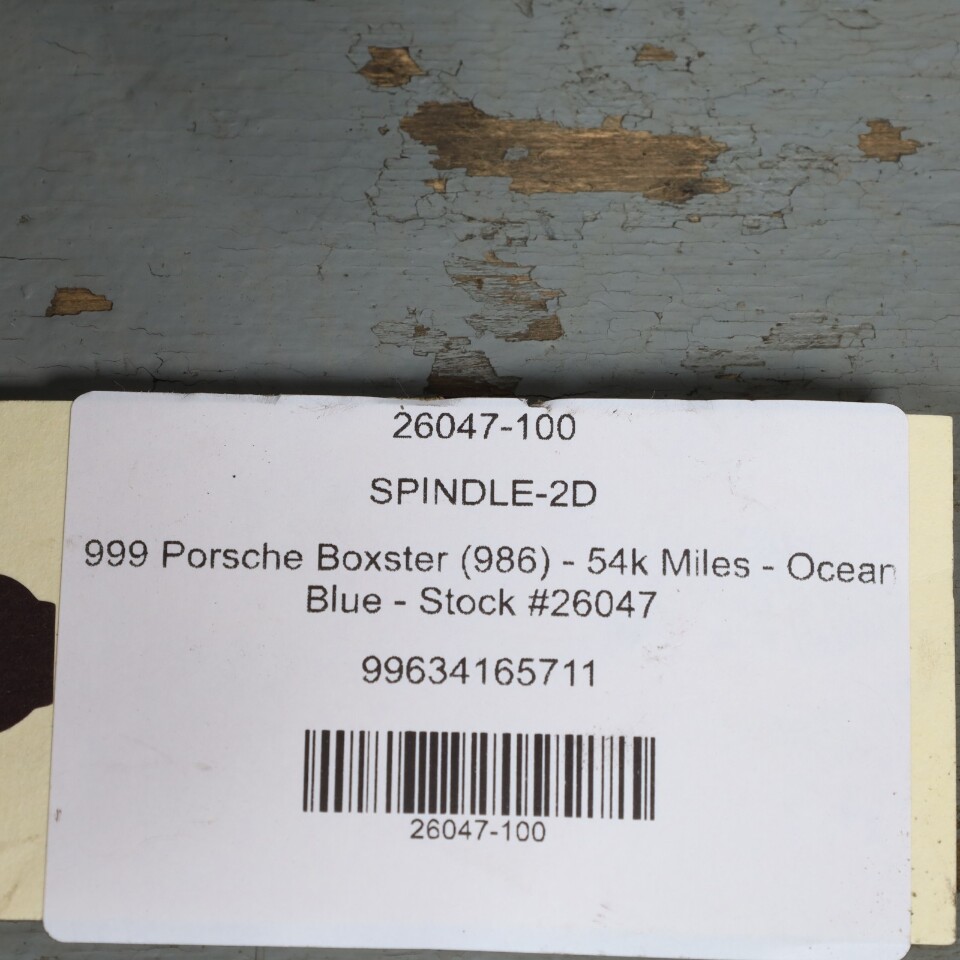 26047-100
SPINDLE-2D
999 Porsche Boxster (986) - 54k Miles - Ocean
Blue - Stock #26047
99634165711
26047-100